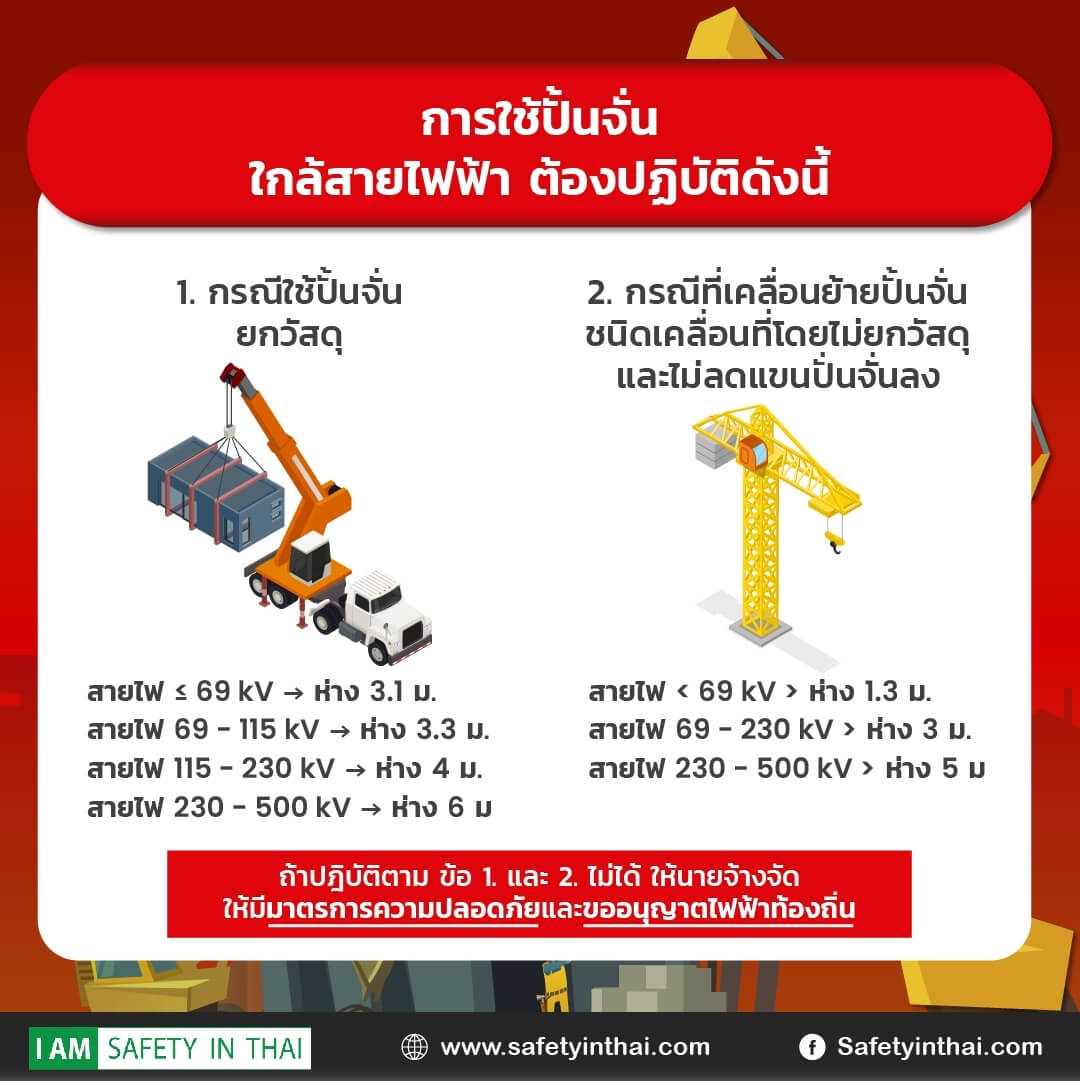 การใช้ปั้นจั่น
ใกล้สายไฟฟ้า ต้องปฏิบัติดังนี้
1. กรณีใช้ปั้นจั่น
ยกวัสดุ
2. กรณีที่เคลื่อนย้ายปั้นจั่น
ชนิดเคลื่อนที่โดยไม่ยกวัสดุ
และไม่ลดแขนปั่นจั่นลง
สายไฟ ≤ 69 kV → ห่าง 3.1 ม.
สายไฟ 69 - 115 kV → ห่าง 3.3 ม.
สายไฟ 115 - 230 kV → ห่าง 4 ม.
สายไฟ 230 - 500 kV → ห่าง 6 ม
สายไฟ < 69 kV > ห่าง 1.3 ม.
สายไฟ 69 - 230 kV > ห่าง 3 ม.
สายไฟ 230 - 500 kV > ห่าง 5 ม
ถ้าปฎิบัติตาม ข้อ 1. และ 2. ไม่ได้ ให้นายจ้างจัด
ให้มีมาตรการความปลอดภัยและขออนุญาตไฟฟ้าท้องถิ่น
I AM SAFETY IN THAI
www.safetyinthai.com
Safetyinthai.com